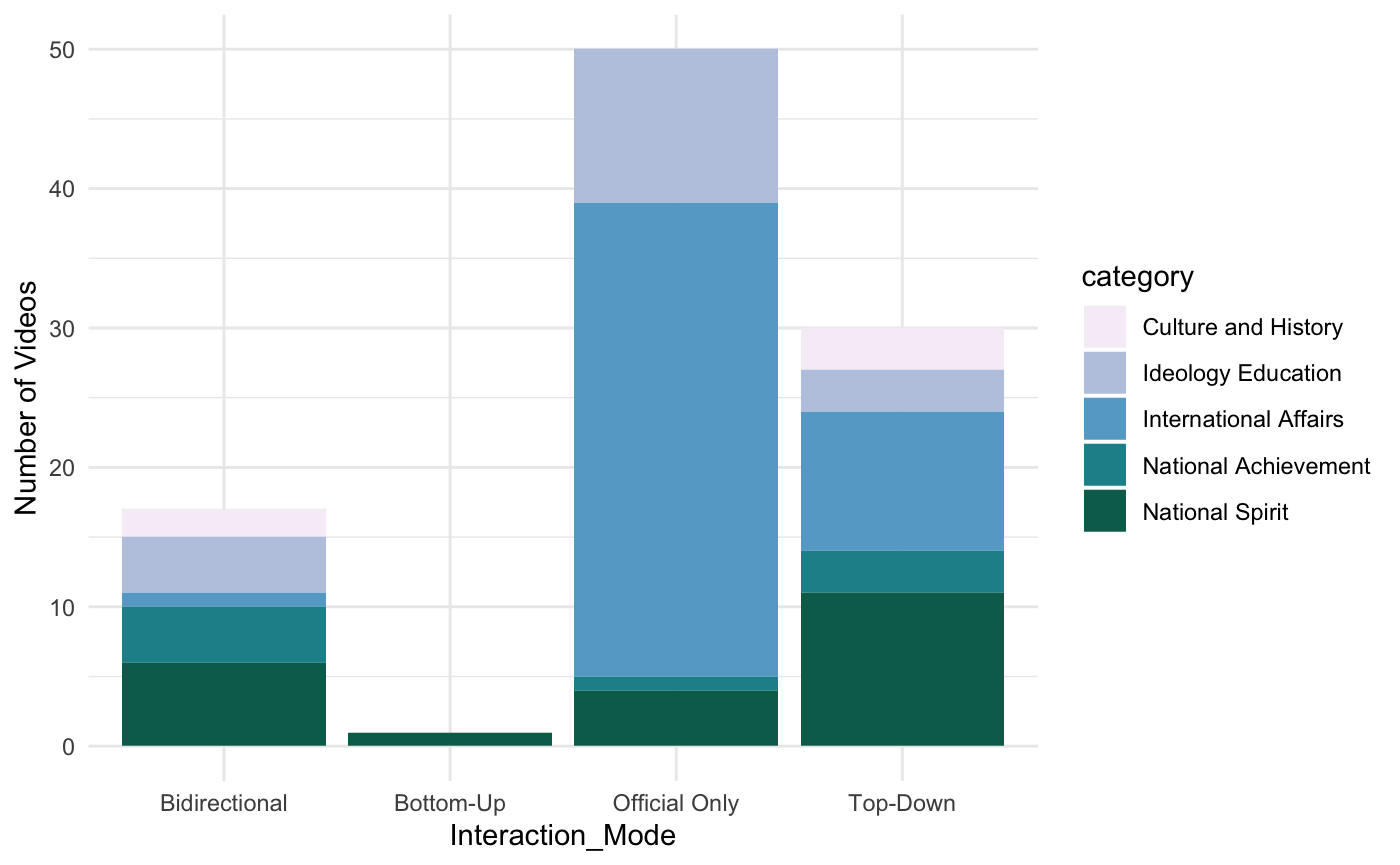 50
40
30
20
10
0
Number of Videos
Bidirectional
Bottom-Up
Official Only
Top-Down
Interaction_Mode
category
Culture and History
Ideology Education
International Affairs
National Achievement
National Spirit